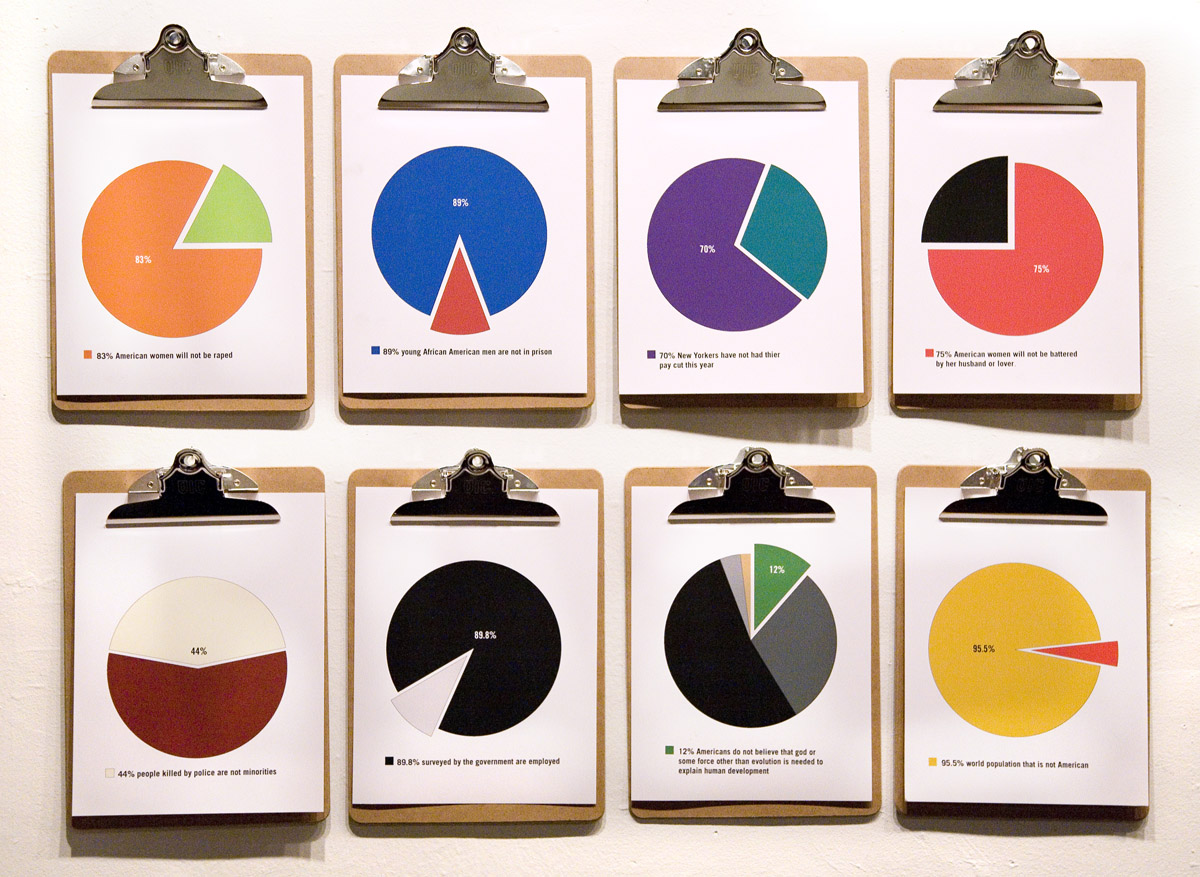 83%
83% American women will not be raped
89%
89% young African American men are not in prison
70%
70% New Yorkers have not had thier
pay cut this year
75%
75% American women will not be battered
by her husband or lover
44%
44% people killed by police are not minorities
89.8%
89.8% surveyed by the government are employed
12%
12% Americans do not believe that god or
some force other than evolution is needed to
explain human development
95.5%
95.5% world population that is not American